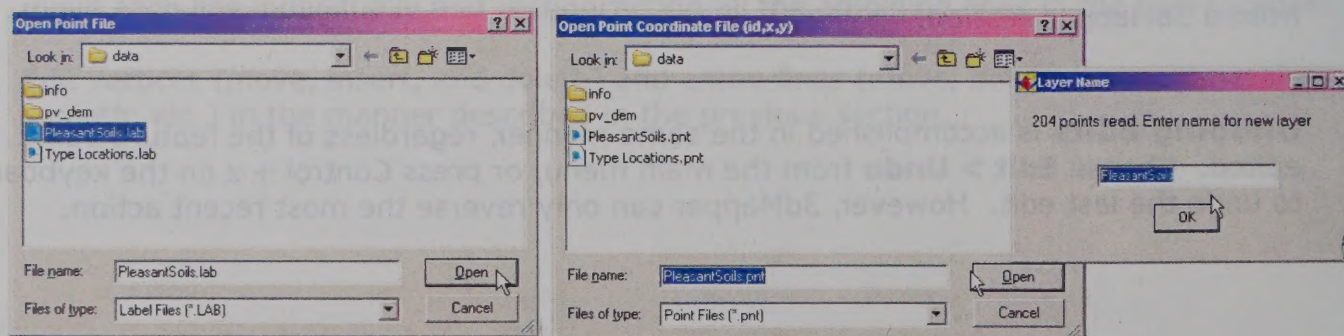 Open Point File
Look in: data
info
pv_dem
PleasantSoils.lab
Type Locations.lab
File name: PleasantSoils.lab
Open
Files of type: Label Files (*.LAB)
Cancel
Open Point Coordinate File (id,x,y)
Look in: data
info
pv_dem
PleasantSoils.pnt
Type Locations.pnt
File name: PleasantSoils.pnt
Open
Files of type: Point Files (*.pnt)
Cancel
Layer Name
204 points read. Enter name for new layer
PleasantSoils
OK